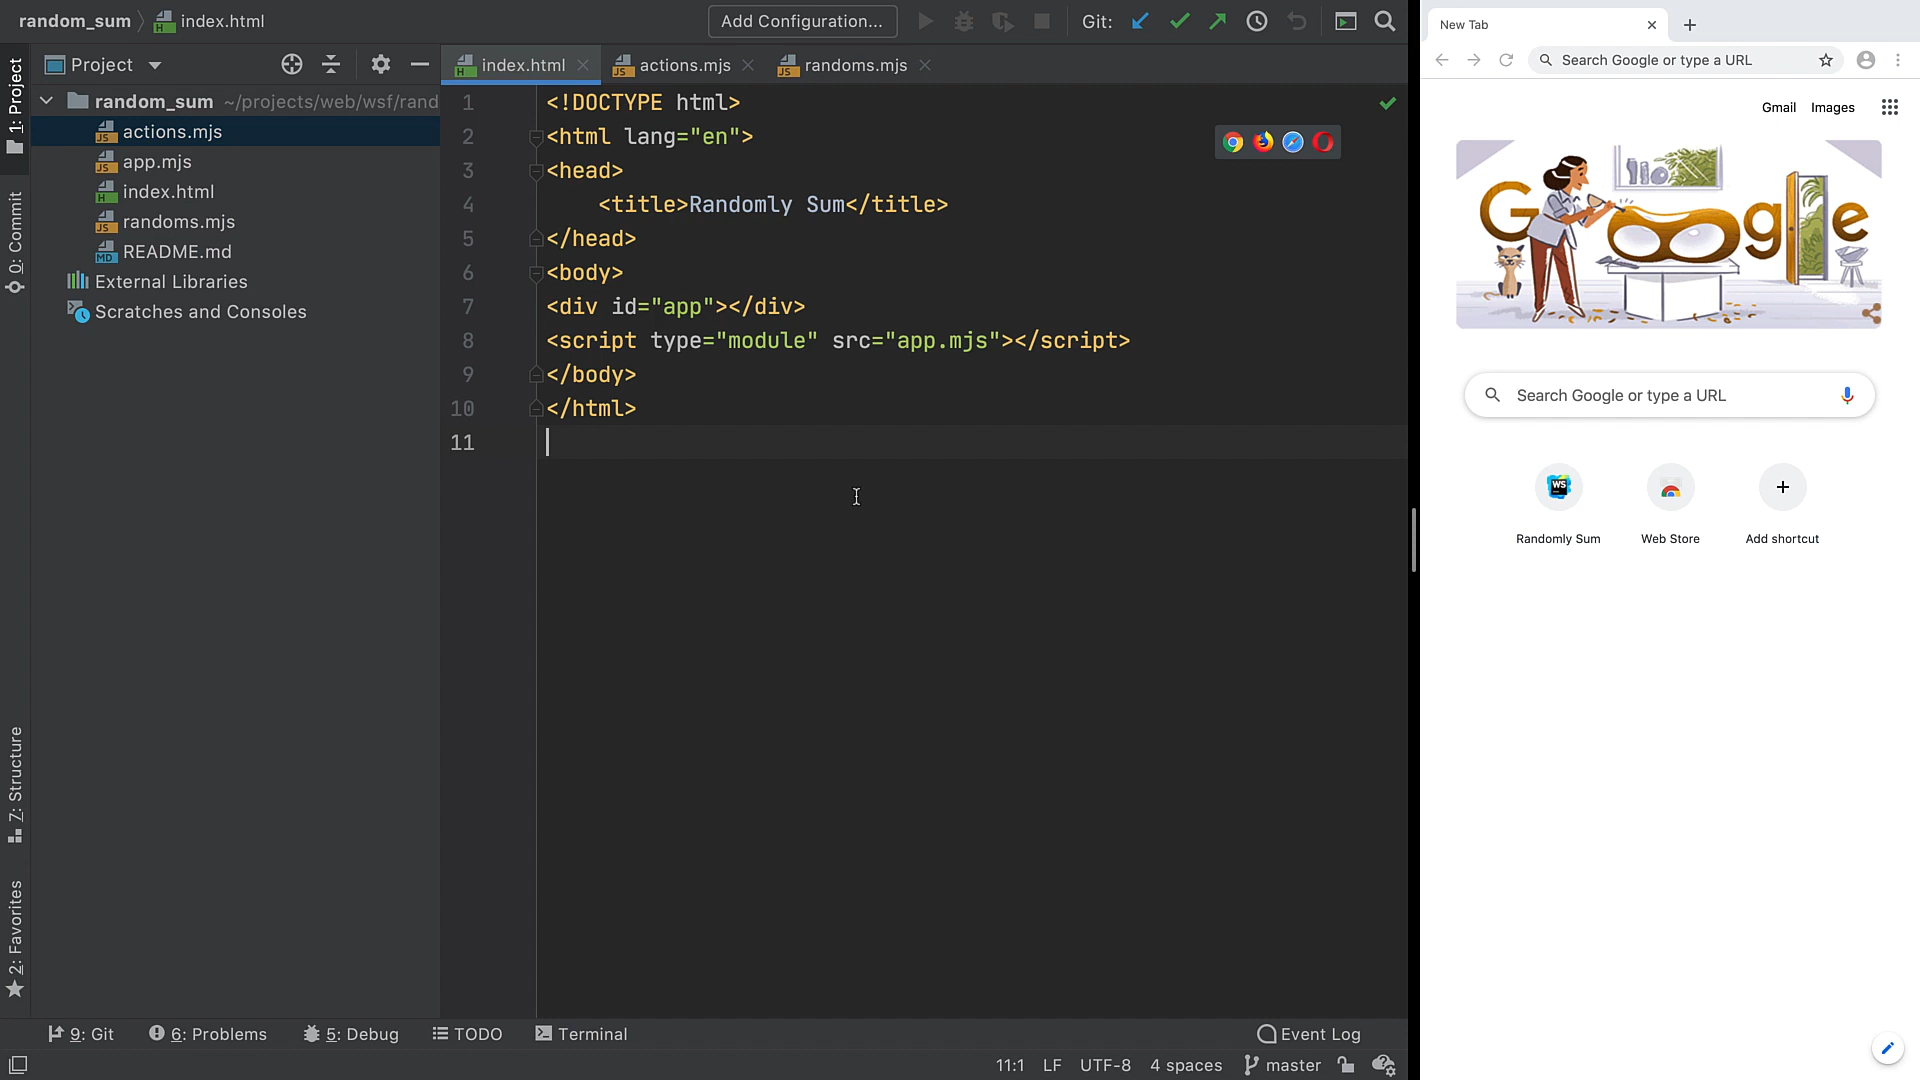 random_sum index.html
Add Configuration...
Git:
1: Project
0: Commit
7: Structure
2: Favorites
Project
random_sum ~/projects/web/wsf/rand
actions.mjs
app.mjs
index.html
randoms.mjs
README.md
External Libraries
Scratches and Consoles
index.html
actions.mjs
randoms.mjs
1 <!DOCTYPE html>
2 <html lang="en">
3 <head>
4 <title>Randomly Sum</title>
5 </head>
6 <body>
7 <div id="app"></div>
8 <script type="module" src="app.mjs"></script>
9 </body>
10 </html>
11
9: Git
6: Problems
5: Debug
TODO
Terminal
Event Log
11:1 LF UTF-8 4 spaces master
New Tab
Search Google or type a URL
Gmail Images
Google
Search Google or type a URL
WS
Randomly Sum
Web Store
Add shortcut